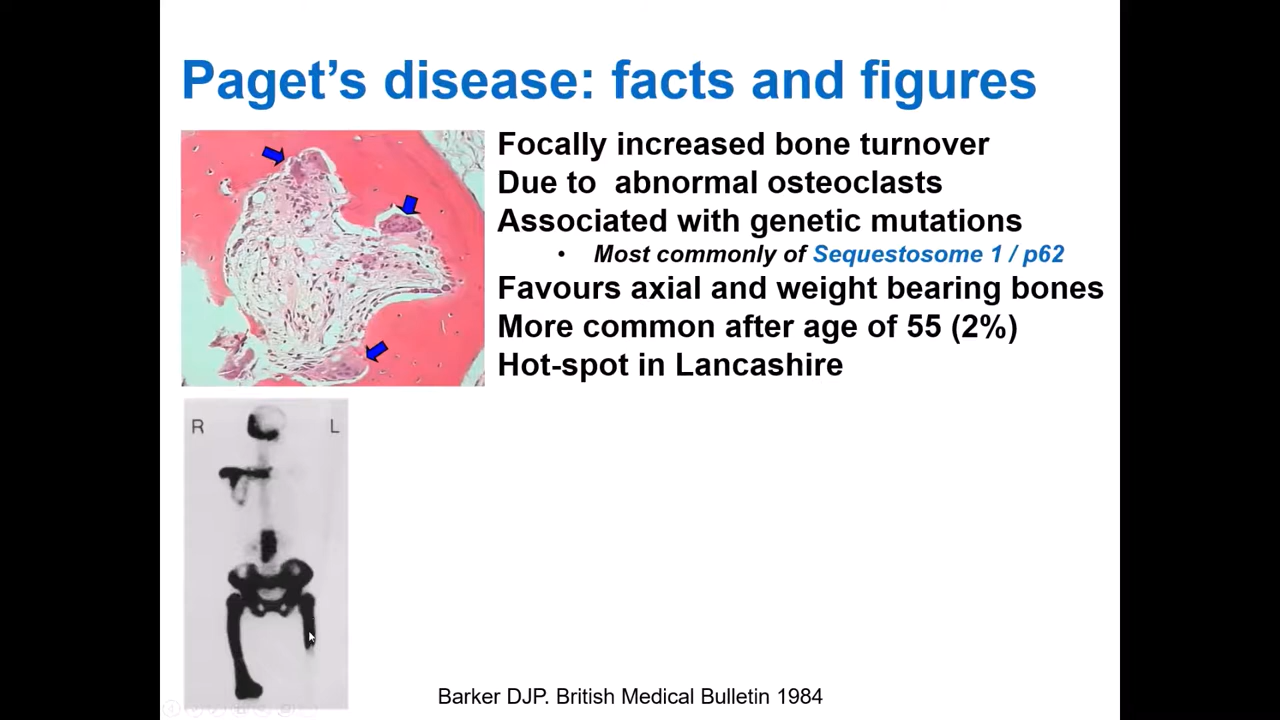 Paget’s disease: facts and figures
Focally increased bone turnover
Due to  abnormal osteoclasts
Associated with genetic mutations
• Most commonly of Sequestosome 1 / p62
Favours axial and weight bearing bones
More common after age of 55 (2%)
Hot-spot in Lancashire
R L
Barker DJP. British Medical Bulletin 1984